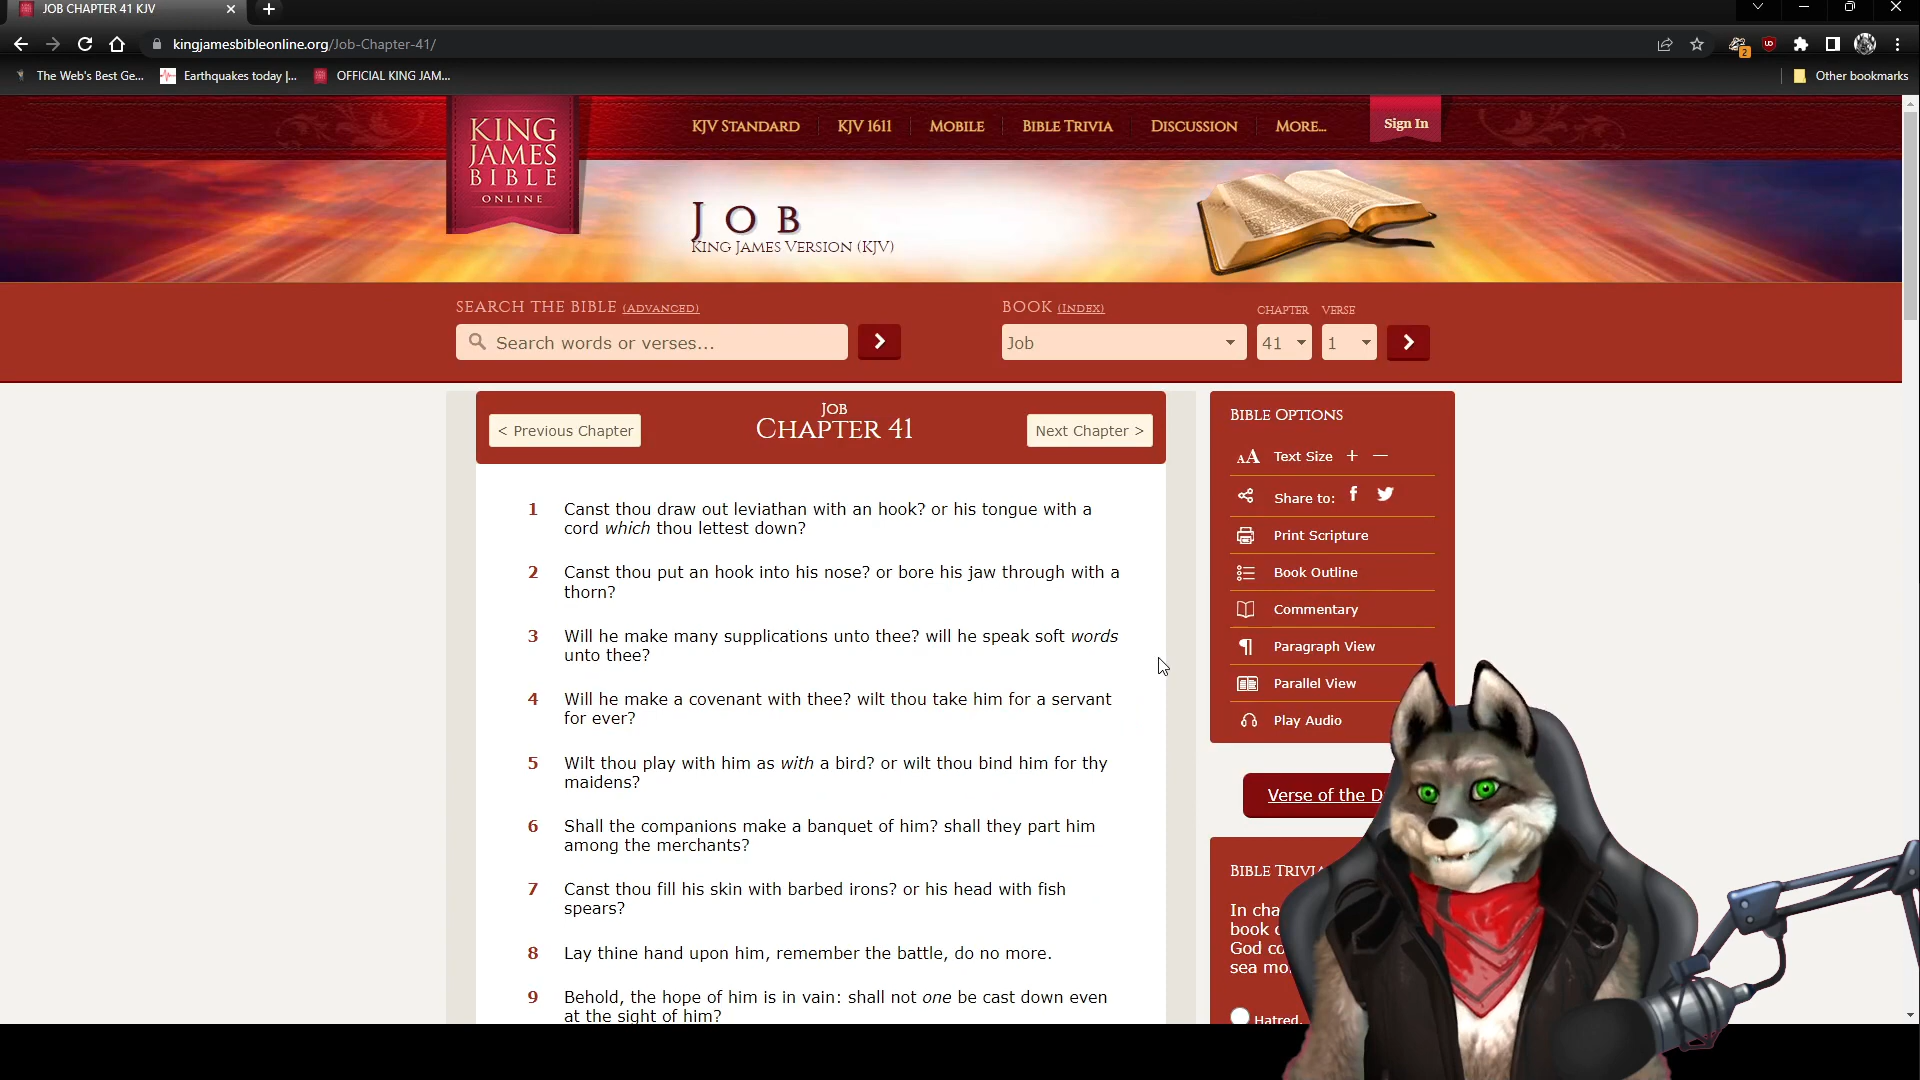 JOB CHAPTER 41 KJV
kingjamesbibleonline.org/Job-Chapter-41/
2
The Web's Best Ge...
Earthquakes today |...
OFFICIAL KING JAM...
Other bookmarks
KING
JAMES
BIBLE
ONLINE
KJV STANDARD
KJV 1611
MOBILE
BIBLE TRIVIA
DISCUSSION
MORE...
Sign In
JOB
KING JAMES VERSION (KJV)
SEARCH THE BIBLE (ADVANCED)
BOOK (INDEX)
CHAPTER
VERSE
Search words or verses...
Job
41
1
< Previous Chapter
JOB
CHAPTER 41
Next Chapter >
1 Canst thou draw out leviathan with an hook? or his tongue with a
cord which thou lettest down?
2 Canst thou put an hook into his nose? or bore his jaw through with a
thorn?
3 Will he make many supplications unto thee? will he speak soft words
unto thee?
4 Will he make a covenant with thee? wilt thou take him for a servant
for ever?
5 Wilt thou play with him as with a bird? or wilt thou bind him for thy
maidens?
6 Shall the companions make a banquet of him? shall they part him
among the merchants?
7 Canst thou fill his skin with barbed irons? or his head with fish
spears?
8 Lay thine hand upon him, remember the battle, do no more.
9 Behold, the hope of him is in vain: shall not one be cast down even
at the sight of him?
BIBLE OPTIONS
AA Text Size + —
Share to:
Print Scripture
Book Outline
Commentary
Paragraph View
Parallel View
Play Audio
Verse of the D
BIBLE TRIVIA
In cha
book o
God co
sea mo
Hatred.